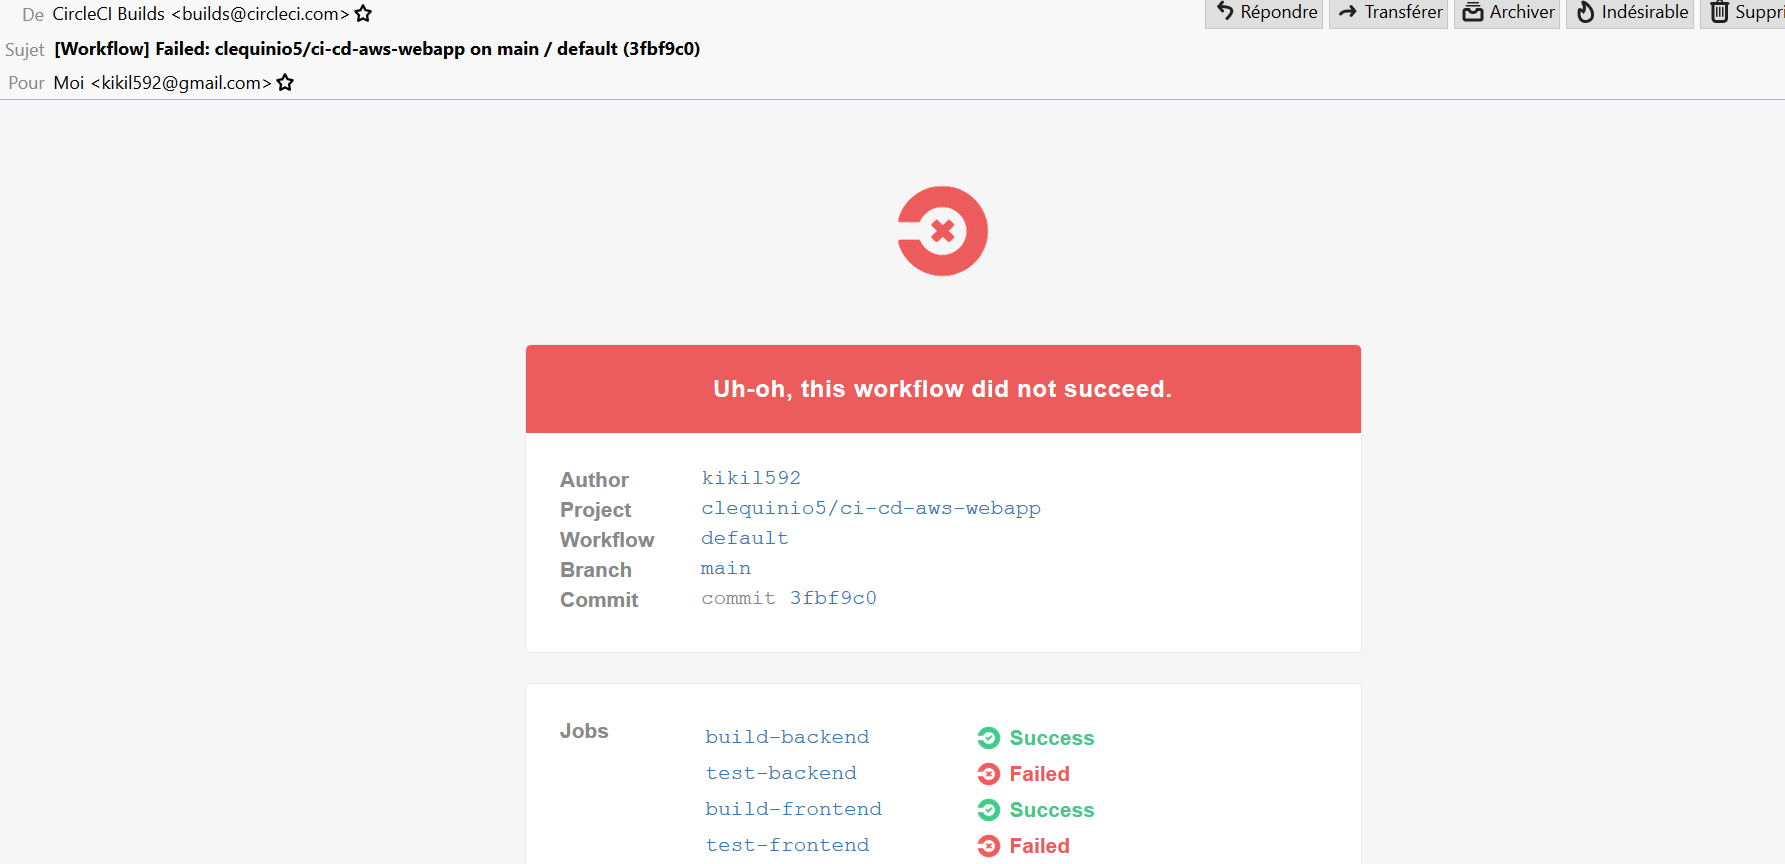 De CircleCI Builds <builds@circleci.com>
Répondre Transférer Archiver Indésirable Suppri
Sujet [Workflow] Failed: clequinio5/ci-cd-aws-webapp on main / default (3fbf9c0)
Pour Moi <kikil592@gmail.com>
Uh-oh, this workflow did not succeed.
Author kikil592
Project clequinio5/ci-cd-aws-webapp
Workflow default
Branch main
Commit commit 3fbf9c0
Jobs build-backend Success
test-backend Failed
build-frontend Success
test-frontend Failed